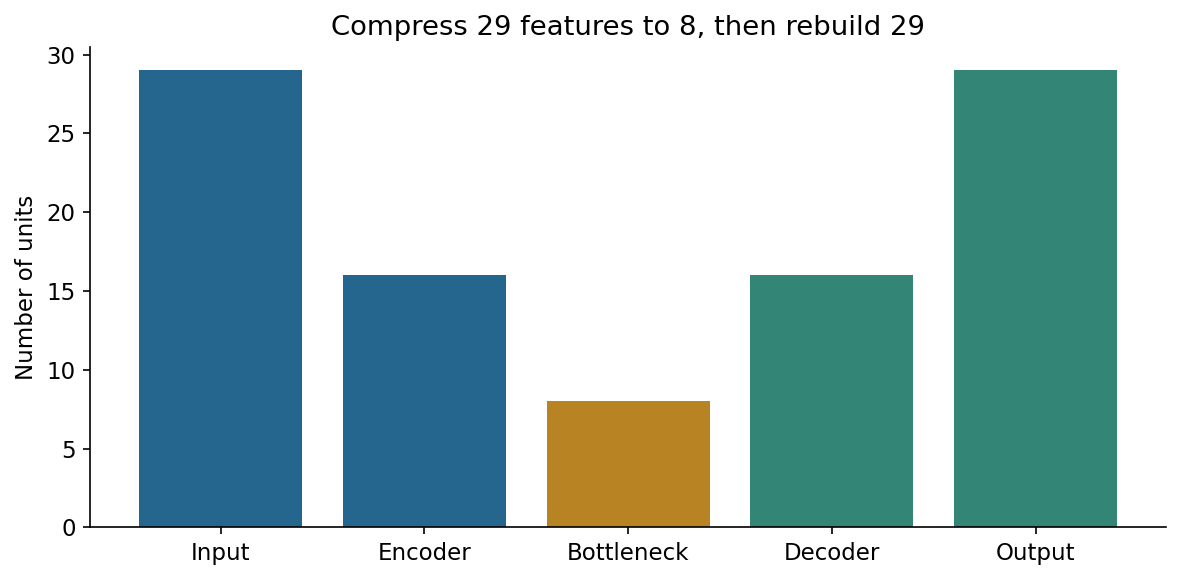 Compress 29 features to 8, then rebuild 29
Number of units
30
25
20
15
10
5
0
Input
Encoder
Bottleneck
Decoder
Output